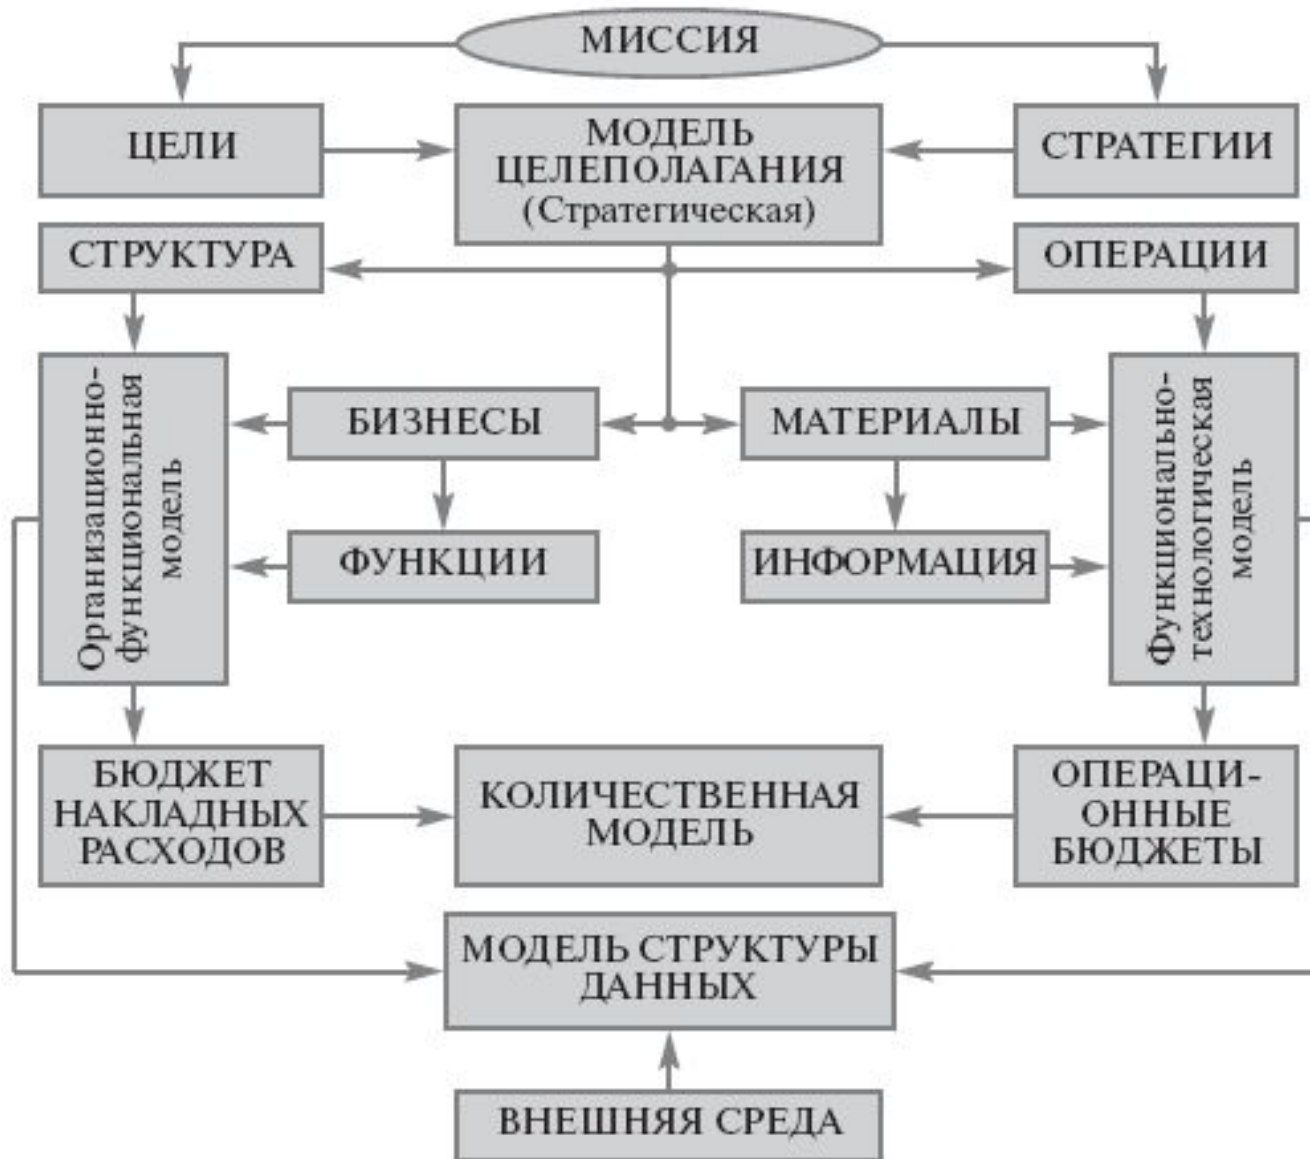 МИССИЯ
ЦЕЛИ
МОДЕЛЬ
ЦЕЛЕПОЛАГАНИЯ
(Стратегическая)
СТРАТЕГИИ
СТРУКТУРА
ОПЕРАЦИИ
Организационно-
функциональная
модель
БИЗНЕСЫ
МАТЕРИАЛЫ
Функционально-
технологическая
модель
ФУНКЦИИ
ИНФОРМАЦИЯ
БЮДЖЕТ
НАКЛАДНЫХ
РАСХОДОВ
КОЛИЧЕСТВЕННАЯ
МОДЕЛЬ
ОПЕРАЦИ-
ОННЫЕ
БЮДЖЕТЫ
МОДЕЛЬ СТРУКТУРЫ
ДАННЫХ
ВНЕШНЯЯ СРЕДА